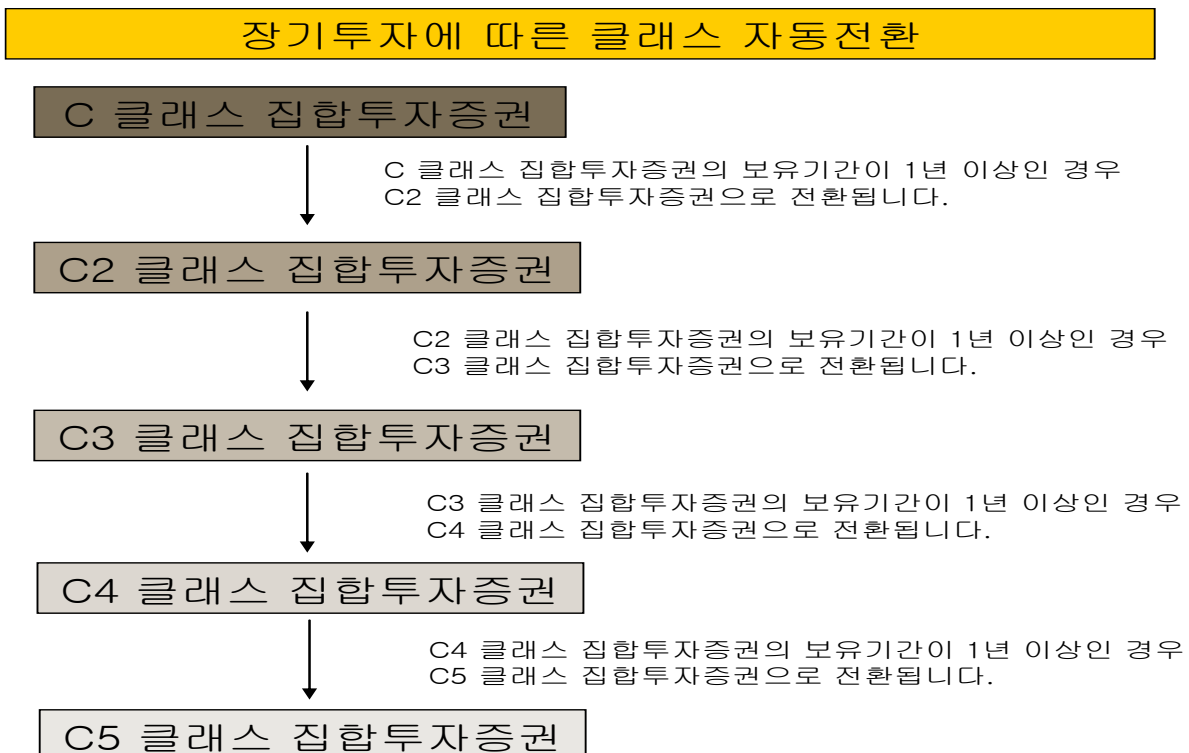 장기투자에 따른 클래스 자동전환
C 클래스 집합투자증권
C 클래스 집합투자증권의 보유기간이 1년 이상인 경우
C2 클래스 집합투자증권으로 전환됩니다.
C2 클래스 집합투자증권
C2 클래스 집합투자증권의 보유기간이 1년 이상인 경우
C3 클래스 집합투자증권으로 전환됩니다.
C3 클래스 집합투자증권
C3 클래스 집합투자증권의 보유기간이 1년 이상인 경우
C4 클래스 집합투자증권으로 전환됩니다.
C4 클래스 집합투자증권
C4 클래스 집합투자증권의 보유기간이 1년 이상인 경우
C5 클래스 집합투자증권으로 전환됩니다.
C5 클래스 집합투자증권